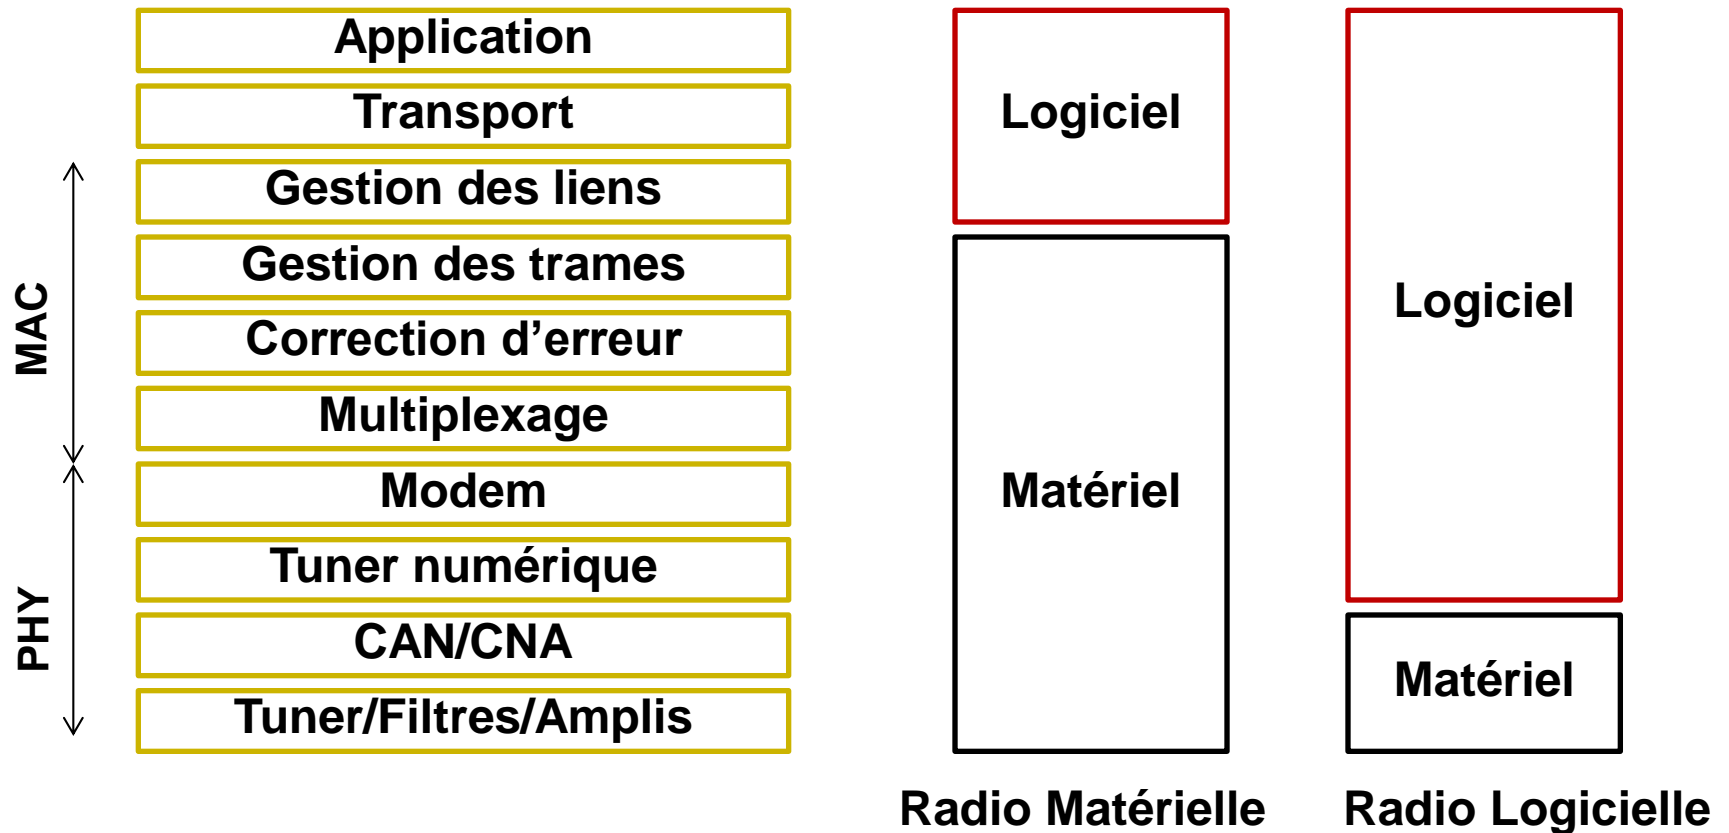 Application
Transport
Gestion des liens
Gestion des trames
Correction d’erreur
Multiplexage
Modem
Tuner numérique
CAN/CNA
Tuner/Filtres/Amplis
MAC
PHY
Logiciel
Matériel
Radio Matérielle
Logiciel
Matériel
Radio Logicielle